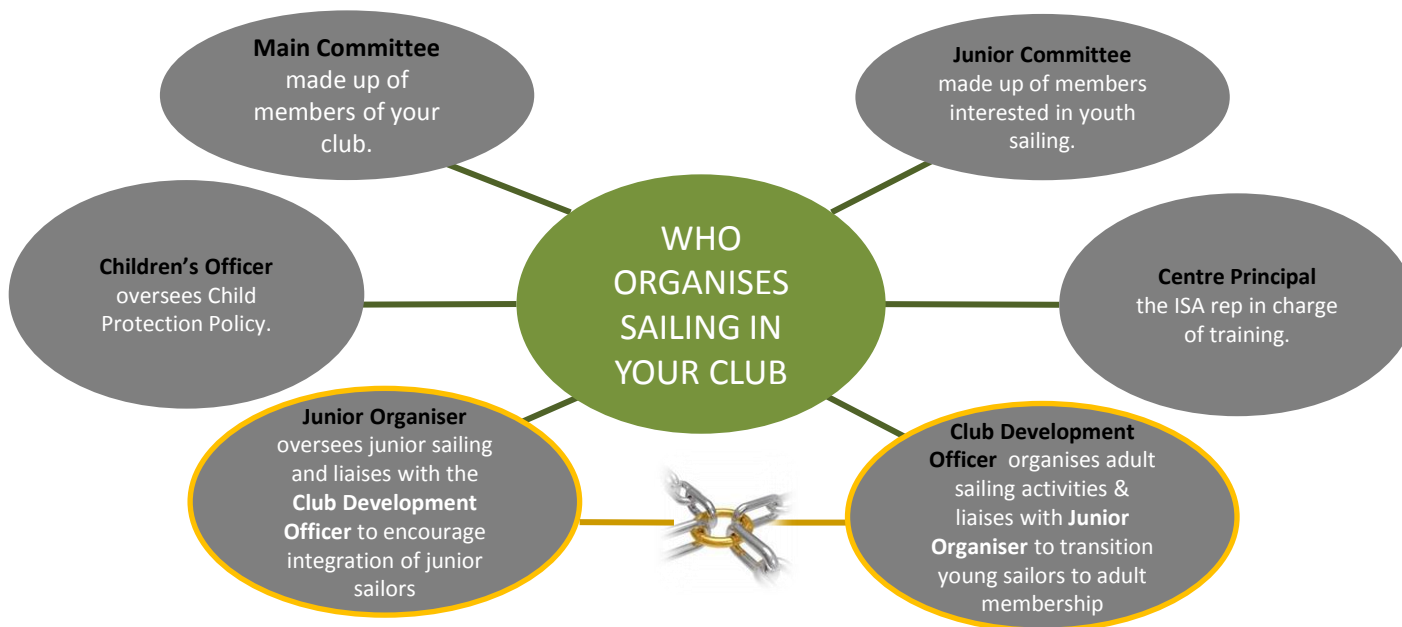 Main Committee
made up of
members of your
club.
Junior Committee
made up of members
interested in youth
sailing.
WHO
ORGANISES
SAILING IN
YOUR CLUB
Children’s Officer
oversees Child
Protection Policy.
Centre Principal
the ISA rep in charge
of training.
Junior Organiser
oversees junior sailing
and liaises with the
Club Development
Officer to encourage
integration of junior
sailors
Club Development
Officer organises adult
sailing activities &
liaises with Junior
Organiser to transition
young sailors to adult
membership